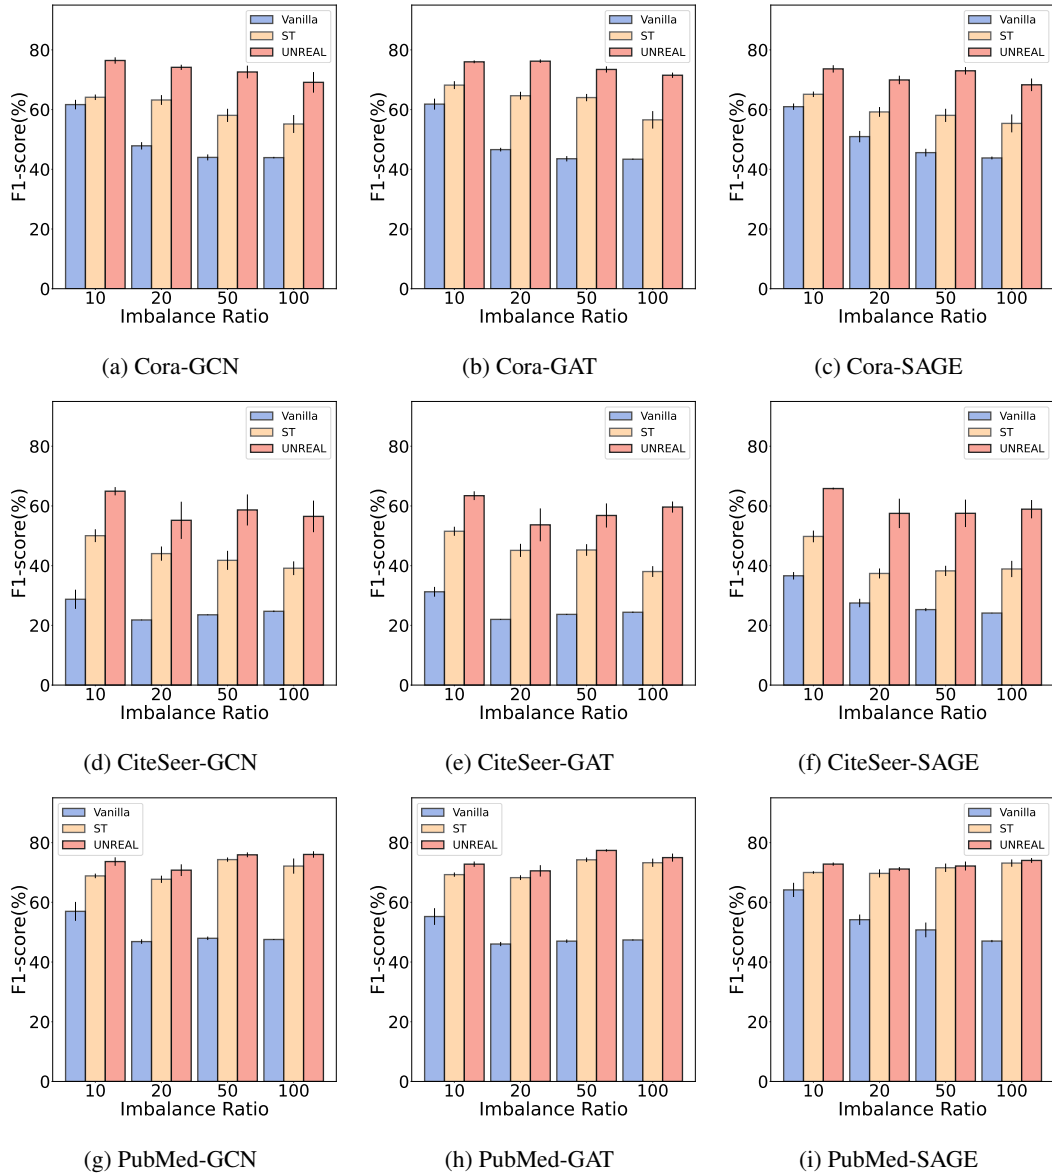 F1-score(%)
80
60
40
20
0
Vanilla
ST
UNREAL
10 20 50 100
Imbalance Ratio
(a) Cora-GCN
F1-score(%)
80
60
40
20
0
Vanilla
ST
UNREAL
10 20 50 100
Imbalance Ratio
(b) Cora-GAT
F1-score(%)
80
60
40
20
0
Vanilla
ST
UNREAL
10 20 50 100
Imbalance Ratio
(c) Cora-SAGE
F1-score(%)
80
60
40
20
0
Vanilla
ST
UNREAL
10 20 50 100
Imbalance Ratio
(d) CiteSeer-GCN
F1-score(%)
80
60
40
20
0
Vanilla
ST
UNREAL
10 20 50 100
Imbalance Ratio
(e) CiteSeer-GAT
F1-score(%)
80
60
40
20
0
Vanilla
ST
UNREAL
10 20 50 100
Imbalance Ratio
(f) CiteSeer-SAGE
F1-score(%)
80
60
40
20
0
Vanilla
ST
UNREAL
10 20 50 100
Imbalance Ratio
(g) PubMed-GCN
F1-score(%)
80
60
40
20
0
Vanilla
ST
UNREAL
10 20 50 100
Imbalance Ratio
(h) PubMed-GAT
F1-score(%)
80
60
40
20
0
Vanilla
ST
UNREAL
10 20 50 100
Imbalance Ratio
(i) PubMed-SAGE